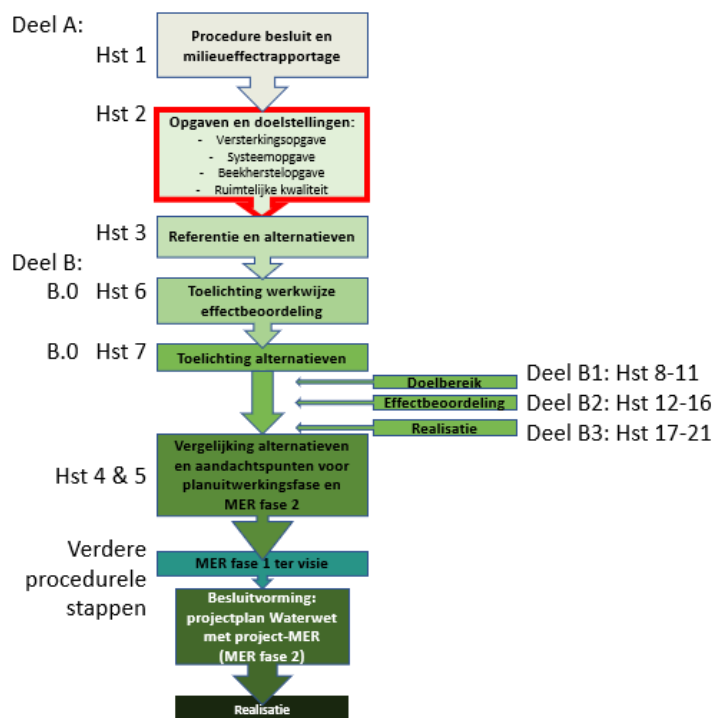 Deel A:
Hst 1
Procedure besluit en
milieueffectrapportage
Hst 2
Opgaven en doelstellingen:
- Versterkingsopgave
- Systeemopgave
- Beekherstelopgave
- Ruimtelijke kwaliteit
Hst 3
Referentie en alternatieven
Deel B:
B.0 Hst 6
Toelichting werkwijze
effectbeoordeling
B.0 Hst 7
Toelichting alternatieven
Doelbereik
Deel B1: Hst 8-11
Effectbeoordeling
Deel B2: Hst 12-16
Realisatie
Deel B3: Hst 17-21
Hst 4 & 5
Vergelijking alternatieven
en aandachtspunten voor
planuitwerkingsfase en
MER fase 2
Verdere
procedurele
stappen
MER fase 1 ter visie
Besluitvorming:
projectplan Waterwet
met project-MER
(MER fase 2)
Realisatie